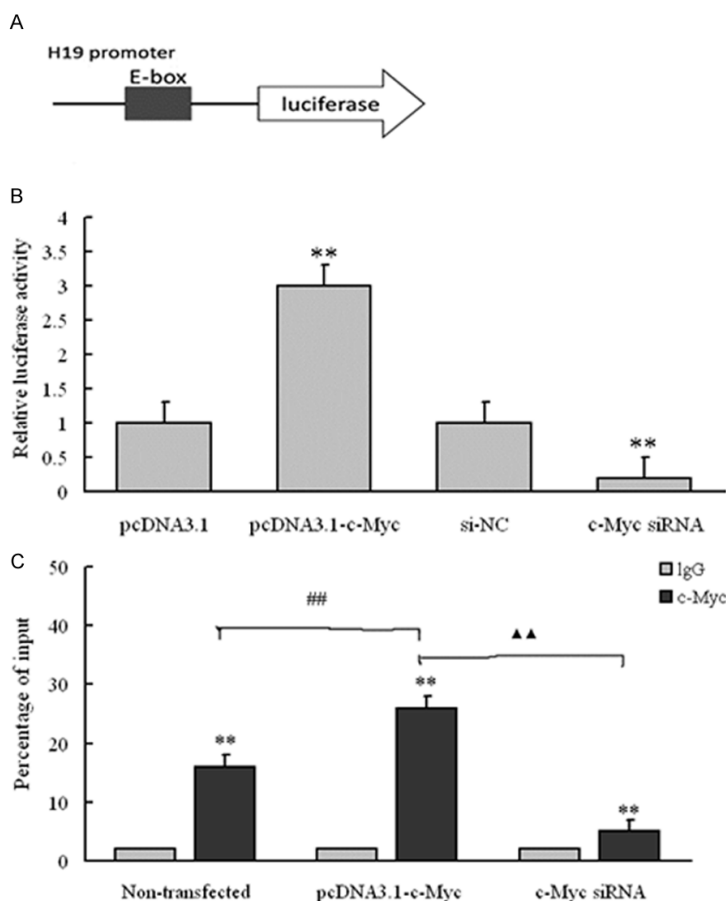 A
H19 promoter
E-box
luciferase
B
Relative luciferase activity
4
3.5
3
2.5
2
1.5
1
0.5
0
**
**
pcDNA3.1 pcDNA3.1-c-Myc si-NC c-Myc siRNA
C
Percentage of input
50
40
30
20
10
0
IgG
c-Myc
##
▲▲
**
**
**
Non-transfected pcDNA3.1-c-Myc c-Myc siRNA